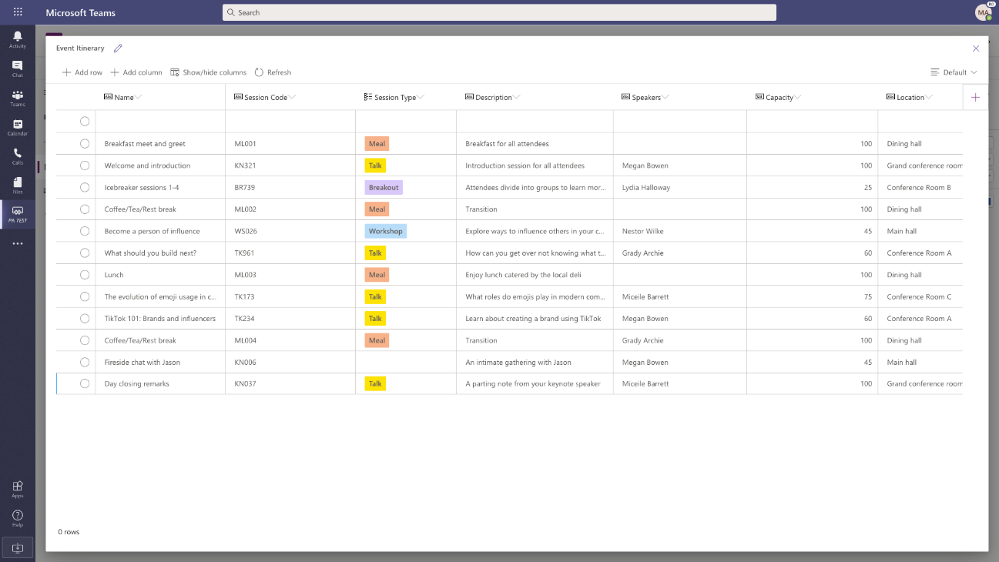 Microsoft Teams
Search
MA
Activity
Chat
Teams
Calendar
Calls
Files
PA TEST
Apps
Help
Event Itinerary
Add row Add column Show/hide columns Refresh Default
Name Session Code Session Type Description Speakers Capacity Location
Breakfast meet and greet ML001 Meal Breakfast for all attendees 100 Dining hall
Welcome and introduction KN321 Talk Introduction session for all attendees Megan Bowen 100 Grand conference room
Icebreaker sessions 1-4 BR739 Breakout Attendees divide into groups to learn mor... Lydia Halloway 25 Conference Room B
Coffee/Tea/Rest break ML002 Meal Transition 100 Dining hall
Become a person of influence WS026 Workshop Explore ways to influence others in your c... Nestor Wilke 45 Main hall
What should you build next? TK961 Talk How can you get over not knowing what t... Grady Archie 60 Conference Room A
Lunch ML003 Meal Enjoy lunch catered by the local deli 100 Dining hall
The evolution of emoji usage in c... TK173 Talk What roles do emojis play in modern com... Miceile Barrett 75 Conference Room C
TikTok 101: Brands and influencers TK234 Talk Learn about creating a brand using TikTok Megan Bowen 60 Conference Room A
Coffee/Tea/Rest break ML004 Meal Transition Grady Archie 100 Dining hall
Fireside chat with Jason KN006 An intimate gathering with Jason Megan Bowen 45 Main hall
Day closing remarks KN037 Talk A parting note from your keynote speaker Miceile Barrett 100 Grand conference room
0 rows